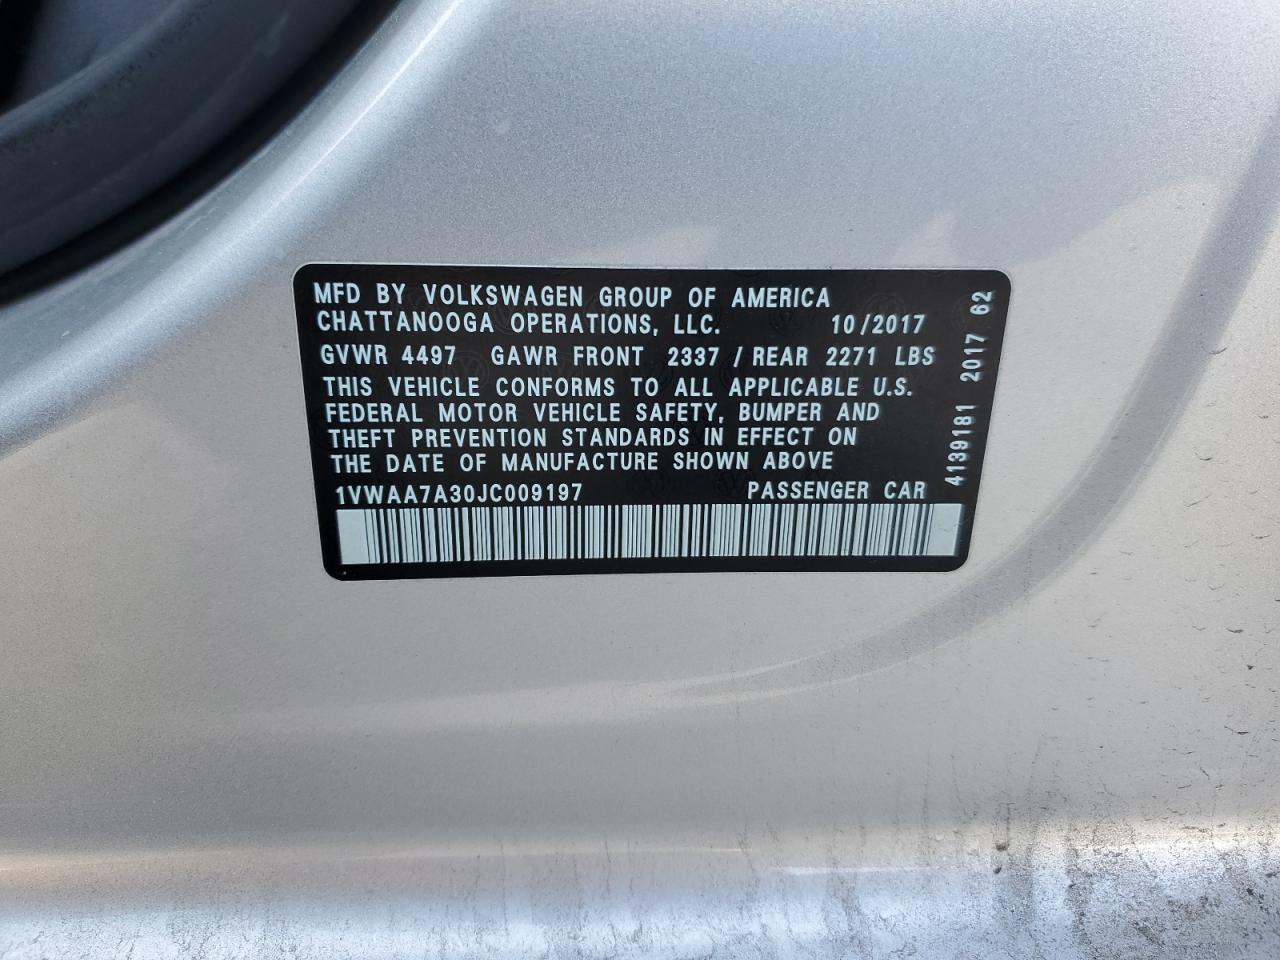 MFD BY VOLKSWAGEN GROUP OF AMERICA
CHATTANOOGA OPERATIONS, LLC. 10/2017
GVWR 4497 GAWR FRONT 2337 / REAR 2271 LBS
THIS VEHICLE CONFORMS TO ALL APPLICABLE U.S.
FEDERAL MOTOR VEHICLE SAFETY, BUMPER AND
THEFT PREVENTION STANDARDS IN EFFECT ON
THE DATE OF MANUFACTURE SHOWN ABOVE
1VWAA7A30JC009197 PASSENGER CAR
4139181 2017 62